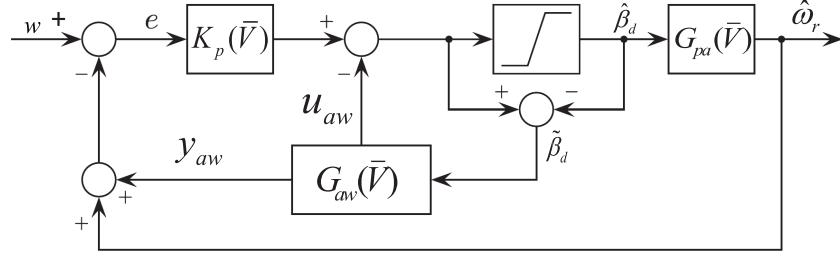 w + e K_p(V̄) + β̂_d G_pa(V̄) ω̂_r
− − + −
u_aw
y_aw G_aw(V̄) β̃_d
+
+